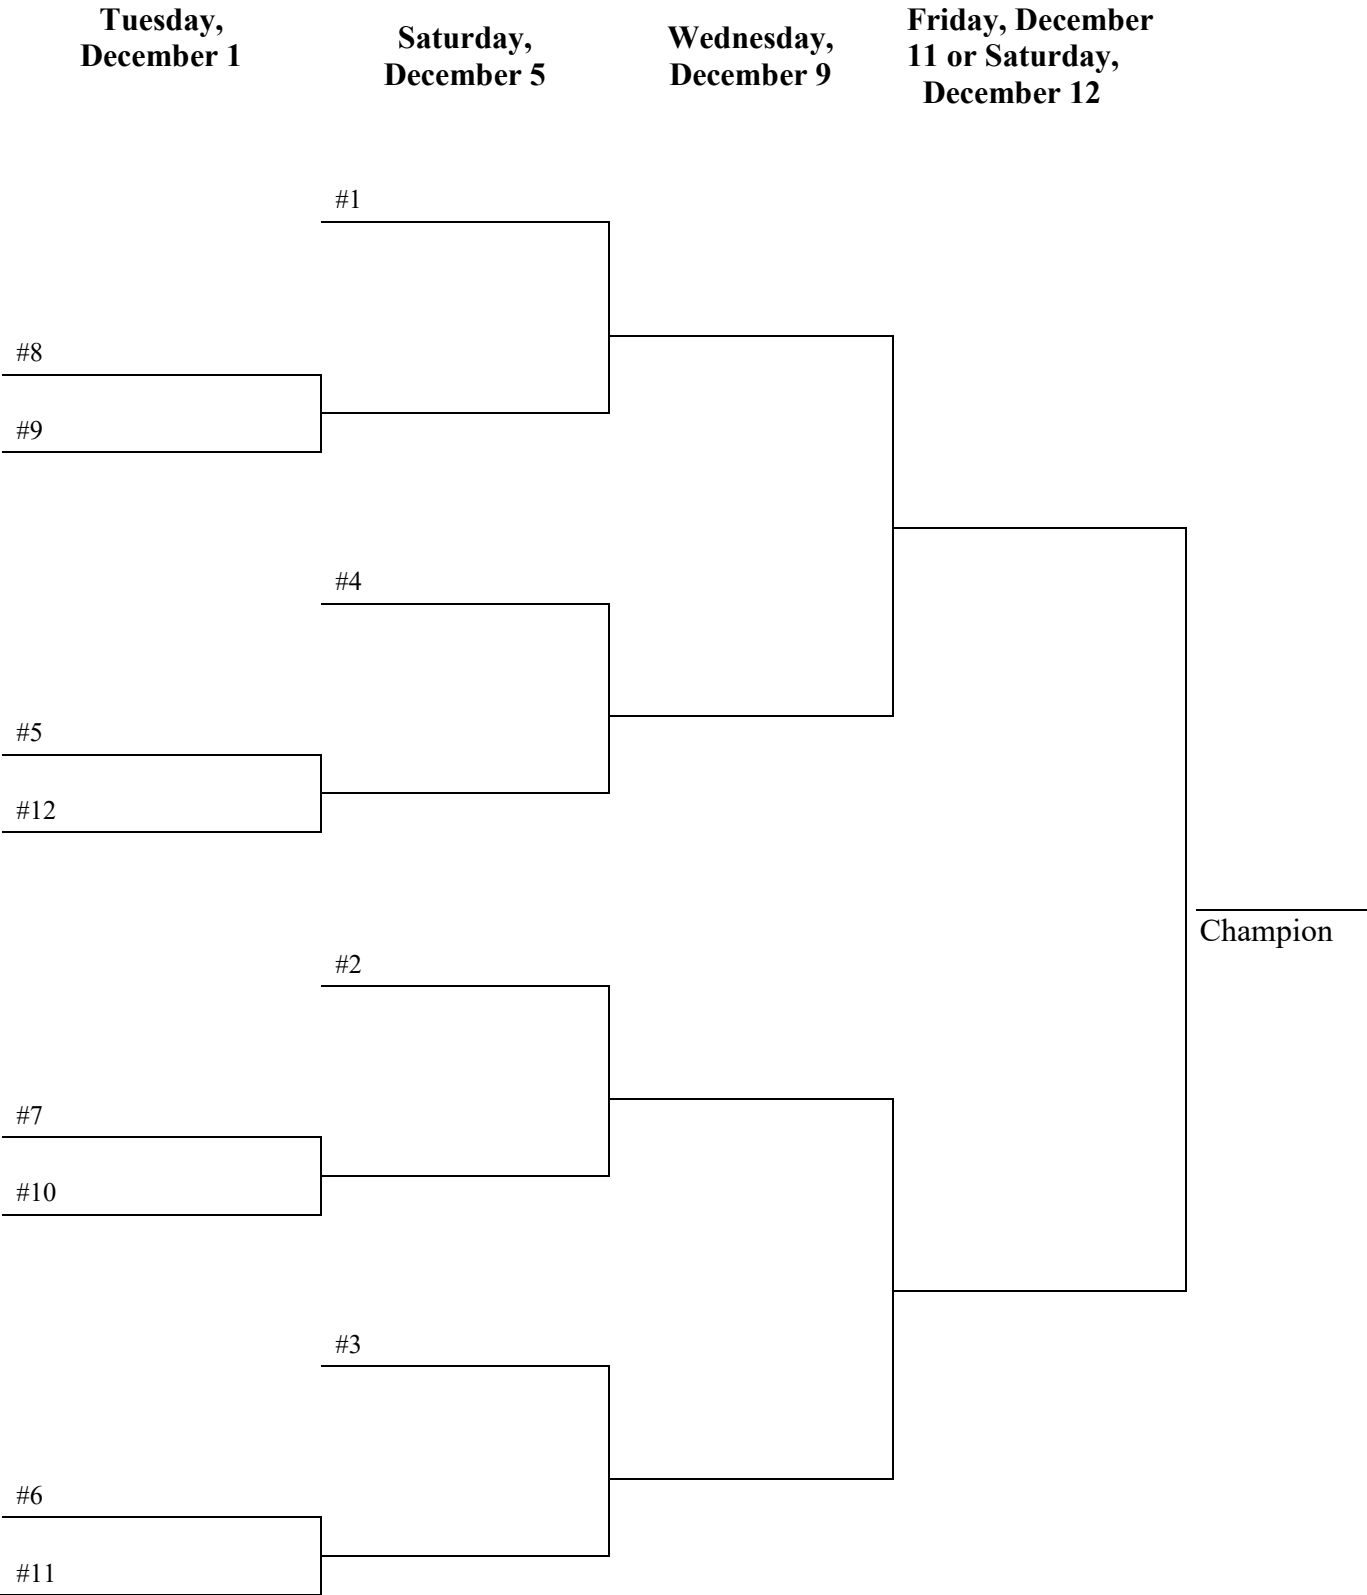 Tuesday,
December 1
Saturday,
December 5
Wednesday,
December 9
Friday, December
11 or Saturday,
December 12
#1
#8
#9
#4
#5
#12
Champion
#2
#7
#10
#3
#6
#11